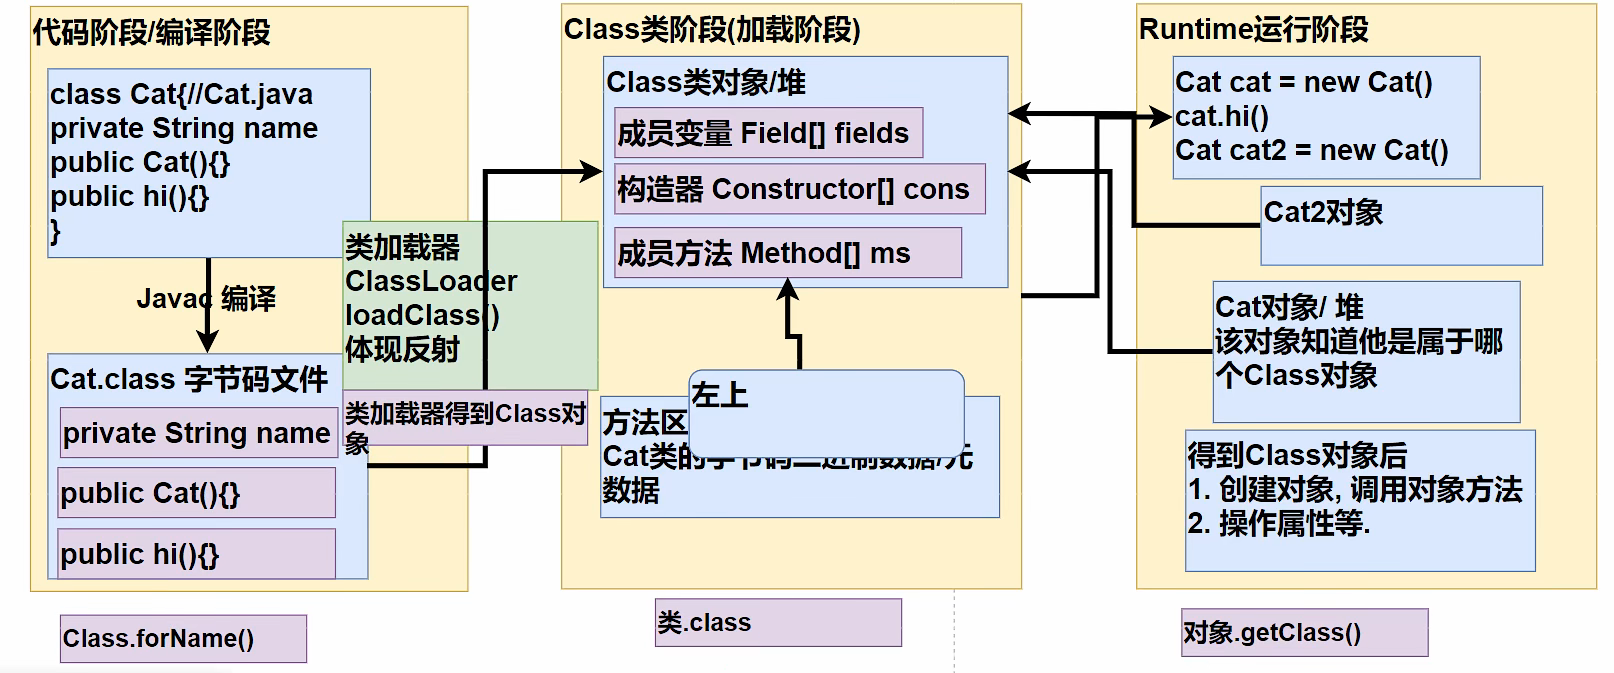 代码阶段/编译阶段
class Cat{//Cat.java
private String name
public Cat(){}
public hi(){}
}
Javac 编译
Cat.class 字节码文件
private String name
public Cat(){}
public hi(){}
Class.forName()
类加载器
ClassLoader
loadClass()
体现反射
类加载器得到Class对
象
Class类阶段(加载阶段)
Class类对象/堆
成员变量 Field[] fields
构造器 Constructor[] cons
成员方法 Method[] ms
左上
方法区
Cat类的字节码二进制数据/元
数据
类.class
Runtime运行阶段
Cat cat = new Cat()
cat.hi()
Cat cat2 = new Cat()
Cat2对象
Cat对象/ 堆
该对象知道他是属于哪
个Class对象
得到Class对象后
1. 创建对象, 调用对象方法
2. 操作属性等.
对象.getClass()